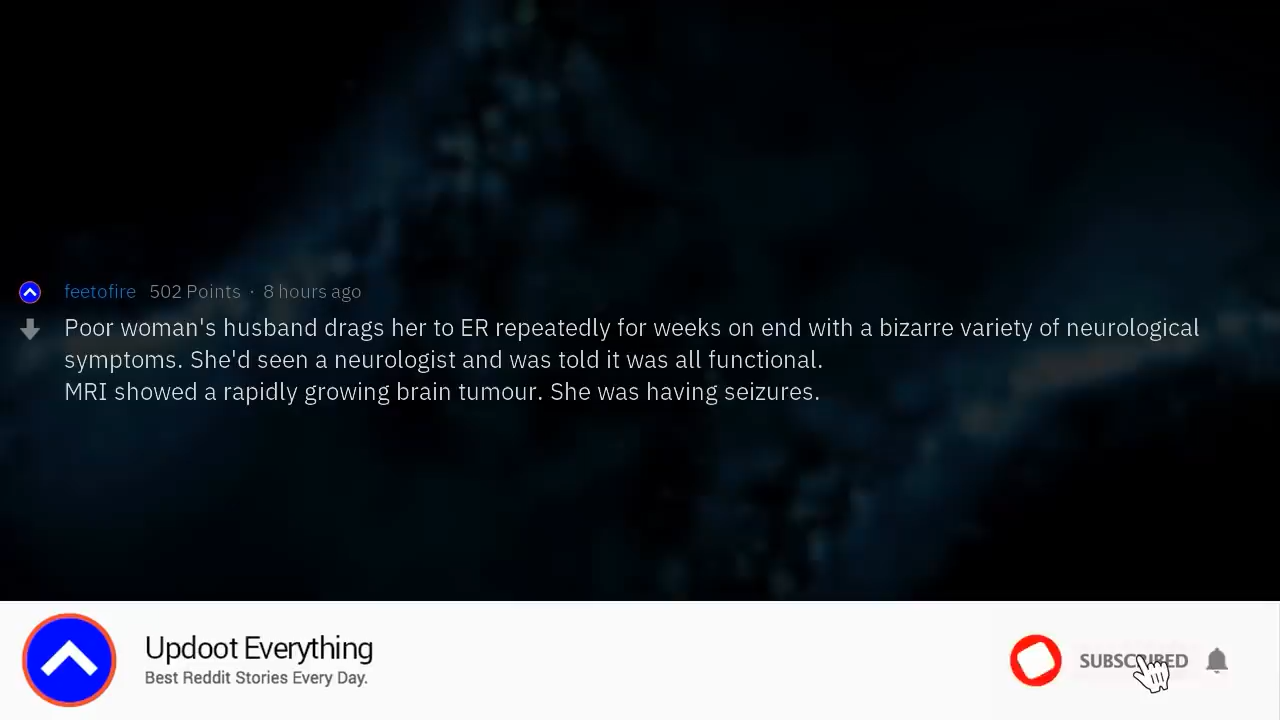 feetofire 502 Points · 8 hours ago
Poor woman's husband drags her to ER repeatedly for weeks on end with a bizarre variety of neurological
symptoms. She'd seen a neurologist and was told it was all functional.
MRI showed a rapidly growing brain tumour. She was having seizures.
Updoot Everything
Best Reddit Stories Every Day.
SUBSCRIBED